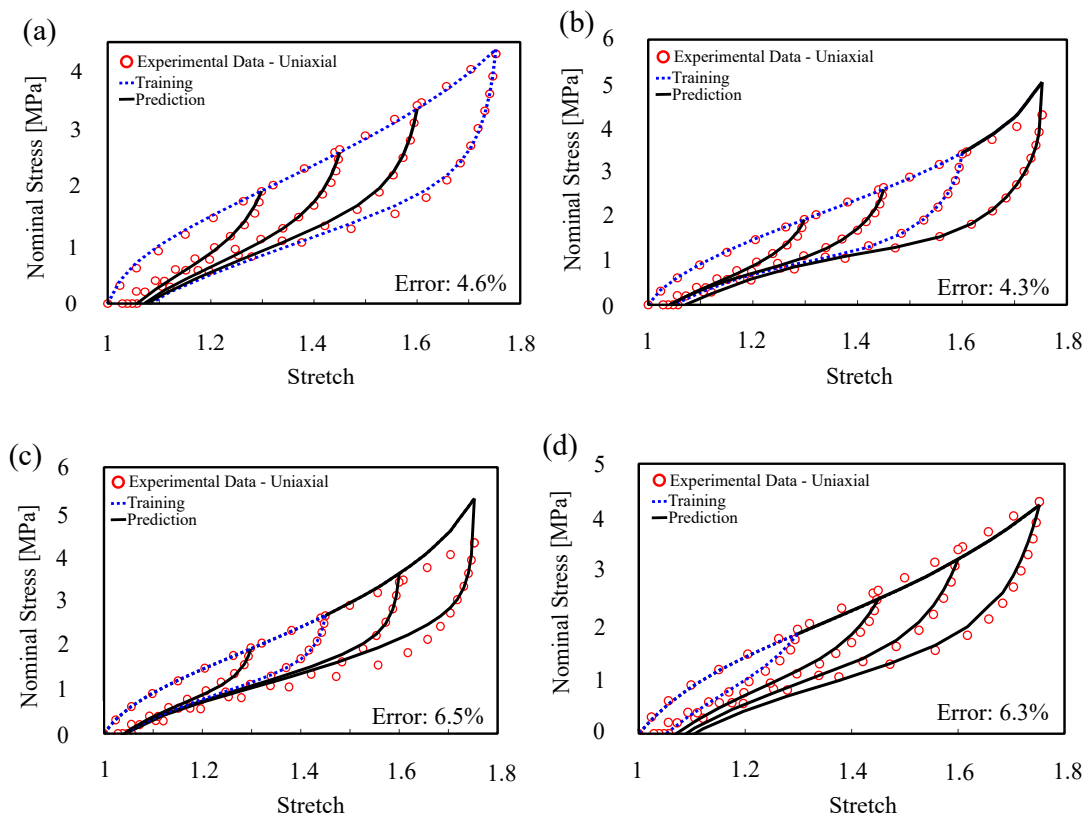 (a)
Experimental Data - Uniaxial
Training
Prediction
Nominal Stress [MPa]
4
3
2
1
0
Error: 4.6%
1
1.2
1.4
1.6
1.8
Stretch
(b)
Experimental Data - Uniaxial
Training
Prediction
Nominal Stress [MPa]
6
5
4
3
2
1
0
Error: 4.3%
1
1.2
1.4
1.6
1.8
Stretch
(c)
Experimental Data - Uniaxial
Training
Prediction
Nominal Stress [MPa]
6
5
4
3
2
1
0
Error: 6.5%
1
1.2
1.4
1.6
1.8
Stretch
(d)
Experimental Data - Uniaxial
Training
Prediction
Nominal Stress [MPa]
5
4
3
2
1
0
Error: 6.3%
1
1.2
1.4
1.6
1.8
Stretch